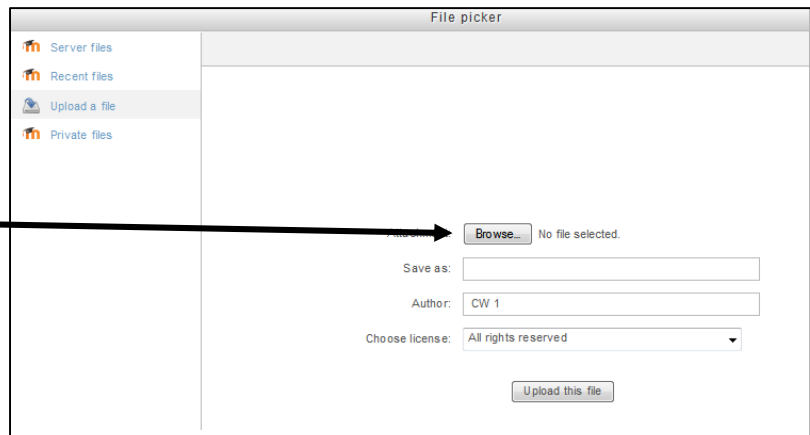 File picker
Server files
Recent files
Upload a file
Private files
Browse... No file selected.
Save as:
Author: CW 1
Choose license: All rights reserved
Upload this file